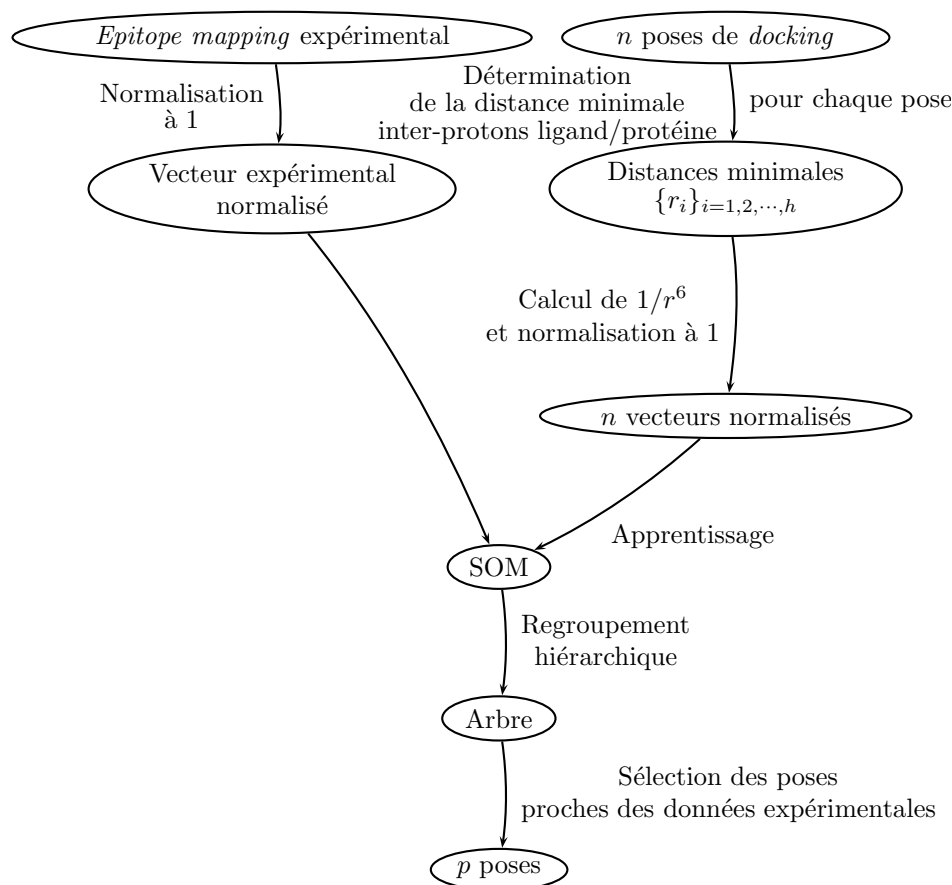 Epitope mapping expérimental
n poses de docking
Normalisation
à 1
Détermination
de la distance minimale
inter-protons ligand/protéine
pour chaque pose
Vecteur expérimental
normalisé
Distances minimales
{r_i}_{i=1,2,⋯,h}
Calcul de 1/r⁶
et normalisation à 1
n vecteurs normalisés
Apprentissage
SOM
Regroupement
hiérarchique
Arbre
Sélection des poses
proches des données expérimentales
p poses